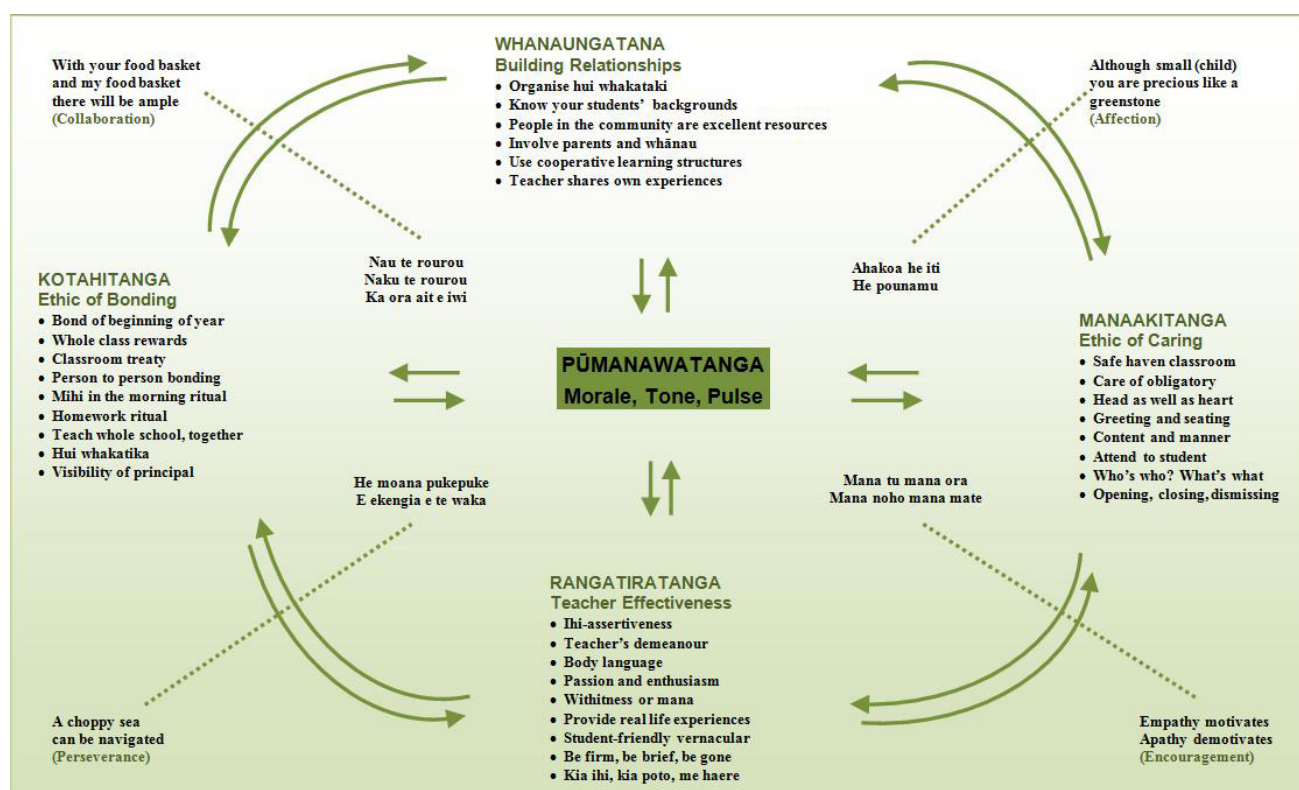 With your food basket
and my food basket
there will be ample
(Collaboration)
WHANAUNGATANA
Building Relationships
• Organise hui whakataki
• Know your students' backgrounds
• People in the community are excellent resources
• Involve parents and whānau
• Use cooperative learning structures
• Teacher shares own experiences
Although small (child)
you are precious like a
greenstone
(Affection)
Nau te rourou
Naku te rourou
Ka ora ait e iwi
Ahakoa he iti
He pounamu
KOTAHITANGA
Ethic of Bonding
• Bond of beginning of year
• Whole class rewards
• Classroom treaty
• Person to person bonding
• Mihi in the morning ritual
• Homework ritual
• Teach whole school, together
• Hui whakatika
• Visibility of principal
PŪMANAWATANGA
Morale, Tone, Pulse
MANAAKITANGA
Ethic of Caring
• Safe haven classroom
• Care of obligatory
• Head as well as heart
• Greeting and seating
• Content and manner
• Attend to student
• Who's who? What's what
• Opening, closing, dismissing
He moana pukepuke
E ekengia e te waka
Mana tu mana ora
Mana noho mana mate
RANGATIRATANGA
Teacher Effectiveness
• Ihi-assertiveness
• Teacher's demeanour
• Body language
• Passion and enthusiasm
• Withitness or mana
• Provide real life experiences
• Student-friendly vernacular
• Be firm, be brief, be gone
• Kia ihi, kia poto, me haere
A choppy sea
can be navigated
(Perseverance)
Empathy motivates
Apathy demotivates
(Encouragement)